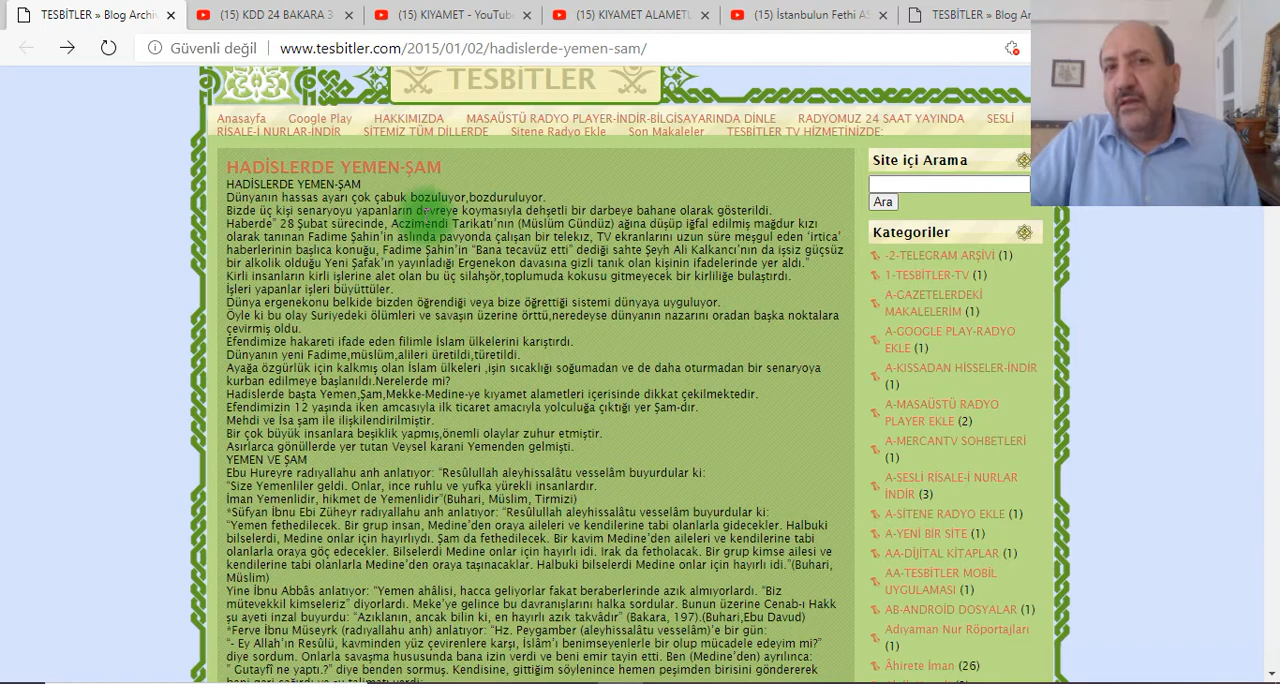 TESBİTLER » Blog Archi
(15) KDD 24 BAKARA 3
(15) KIYAMET - YouTube
(15) KIYAMET ALAMETL
(15) İstanbulun Fethi AS
TESBİTLER » Blog Ar
Güvenli değil
www.tesbitler.com/2015/01/02/hadislerde-yemen-sam/
TESBİTLER
Anasayfa Google Play HAKKIMIZDA MASAÜSTÜ RADYO PLAYER-İNDİR-BİLGİSAYARINDA DİNLE RADYOMUZ 24 SAAT YAYINDA SESLİ
RİSALE-İ NURLAR-İNDİR SİTEMİZ TÜM DİLLERDE Sitene Radyo Ekle Son Makaleler TESBİTLER TV HİZMETİNİZDE:
HADİSLERDE YEMEN-ŞAM
HADİSLERDE YEMEN-ŞAM
Dünyanın hassas ayarı çok çabuk bozuluyor,bozduruluyor.
Bizde üç kişi senaryoyu yapanların devreye koymasıyla dehşetli bir darbeye bahane olarak gösterildi.
Haberde” 28 Şubat sürecinde, Aczimendi Tarikatı’nın (Müslüm Gündüz) ağına düşüp iğfal edilmiş mağdur kızı
olarak tanınan Fadime Şahin’in aslında pavyonda çalışan bir telekız, TV ekranlarını uzun süre meşgul eden ‘irtica’
haberlerinin başlıca konuğu, Fadime Şahin’in “Bana tecavüz etti” dediği sahte Şeyh Ali Kalkancı’nın da işsiz güçsüz
bir alkolik olduğu Yeni Şafak’ın yayınladığı Ergenekon davasına gizli tanık olan kişinin ifadelerinde yer aldı.”
Kirli insanların kirli işlerine alet olan bu üç silahşör,toplumuda kokusu gitmeyecek bir kirliliğe bulaştırdı.
İşleri yapanlar işleri büyüttüler.
Dünya ergenekonu belkide bizden öğrendiği veya bize öğrettiği sistemi dünyaya uyguluyor.
Öyle ki bu olay Suriyedeki ölümleri ve savaşın üzerine örttü,neredeyse dünyanın nazarını oradan başka noktalara
çevirmiş oldu.
Efendimize hakareti ifade eden filimle İslam ülkelerini karıştırdı.
Dünyanın yeni Fadime,müslüm,alileri üretildi,türetildi.
Ayağa özgürlük için kalkmış olan İslam ülkeleri ,işin sıcaklığı soğumadan ve de daha oturmadan bir senaryoya
kurban edilmeye başlanıldı.Nerelerde mi?
Hadislerde başta Yemen,Şam,Mekke-Medine-ye kıyamet alametleri içerisinde dikkat çekilmektedir.
Efendimizin 12 yaşında iken amcasıyla ilk ticaret amacıyla yolculuğa çıktığı yer Şam-dır.
Mehdi ve İsa şam ile ilişkilendirilmiştir.
Bir çok büyük insanlara beşiklik yapmış,önemli olaylar zuhur etmiştir.
Asırlarca gönüllerde yer tutan Veysel karani Yemenden gelmişti.
YEMEN VE ŞAM
Ebu Hureyre radıyallahu anh anlatıyor: “Resûlullah aleyhissalâtu vesselâm buyurdular ki:
“Size Yemenliler geldi. Onlar, ince ruhlu ve yufka yürekli insanlardır.
İman Yemenlidir, hikmet de Yemenlidir”(Buhari, Müslim, Tirmizi)
*Süfyan İbnu Ebi Züheyr radıyallahu anh anlatıyor: “Resûlullah aleyhissalâtu vesselâm buyurdular ki:
“Yemen fethedilecek. Bir grup insan, Medine’den oraya aileleri ve kendilerine tabi olanlarla gidecekler. Halbuki
bilselerdi, Medine onlar için hayırlıydı. Şam da fethedilecek. Bir kavim Medine’den aileleri ve kendilerine tabi
olanlarla oraya göç edecekler. Bilselerdi Medine onlar için hayırlı idi. Irak da fetholacak. Bir grup kimse ailesi ve
kendilerine tabi olanlarla Medine’den oraya taşınacaklar. Halbuki bilselerdi Medine onlar için hayırlı idi.”(Buhari,
Müslim)
Yine İbnu Abbâs anlatıyor: “Yemen ahâlisi, hacca geliyorlar fakat beraberlerinde azık almıyorlardı. “Biz
mütevekkil kimseleriz” diyorlardı. Meke’ye gelince bu davranışlarını halka sordular. Bunun üzerine Cenab-ı Hakk
şu ayeti inzal buyurdu: “Azıklanın, ancak bilin ki, en hayırlı azık takvâdır” (Bakara, 197).(Buhari,Ebu Davud)
*Ferve İbnu Müseyrk (radıyallahu anh) anlatıyor: “Hz. Peygamber (aleyhissalâtu vesselâm)’e bir gün:
“- Ey Allah’ın Resûlü, kavminden yüz çevirenlere karşı, İslâm’ı benimseyenlerle bir olup mücadele edeyim mi?”
diye sordum. Onlarla savaşma hususunda bana izin verdi ve beni emir tayin etti. Ben (Medine’den) ayrılınca:
” Gutayfî ne yaptı.?” diye benden sormuş. Kendisine, gittiğim söylenince hemen peşimden birisini göndererek
beni geri çağırdı ve şu talimatı verdi:
Site içi Arama
Ara
Kategoriler
-2-TELEGRAM ARŞİVİ (1)
1-TESBİTLER-TV (1)
A-GAZETELERDEKİ
MAKALELERİM (1)
A-GOOGLE PLAY-RADYO
EKLE (1)
A-KISSADAN HİSSELER-İNDİR
(1)
A-MASAÜSTÜ RADYO
PLAYER EKLE (2)
A-MERCANTV SOHBETLERİ
(1)
A-SESLİ RİSALE-İ NURLAR
İNDİR (3)
A-SİTENE RADYO EKLE (1)
A-YENİ BİR SİTE (1)
AA-DİJİTAL KİTAPLAR (1)
AA-TESBİTLER MOBİL
UYGULAMASI (1)
AB-ANDROİD DOSYALAR (1)
Adıyaman Nur Röportajları
(1)
Âhirete İman (26)